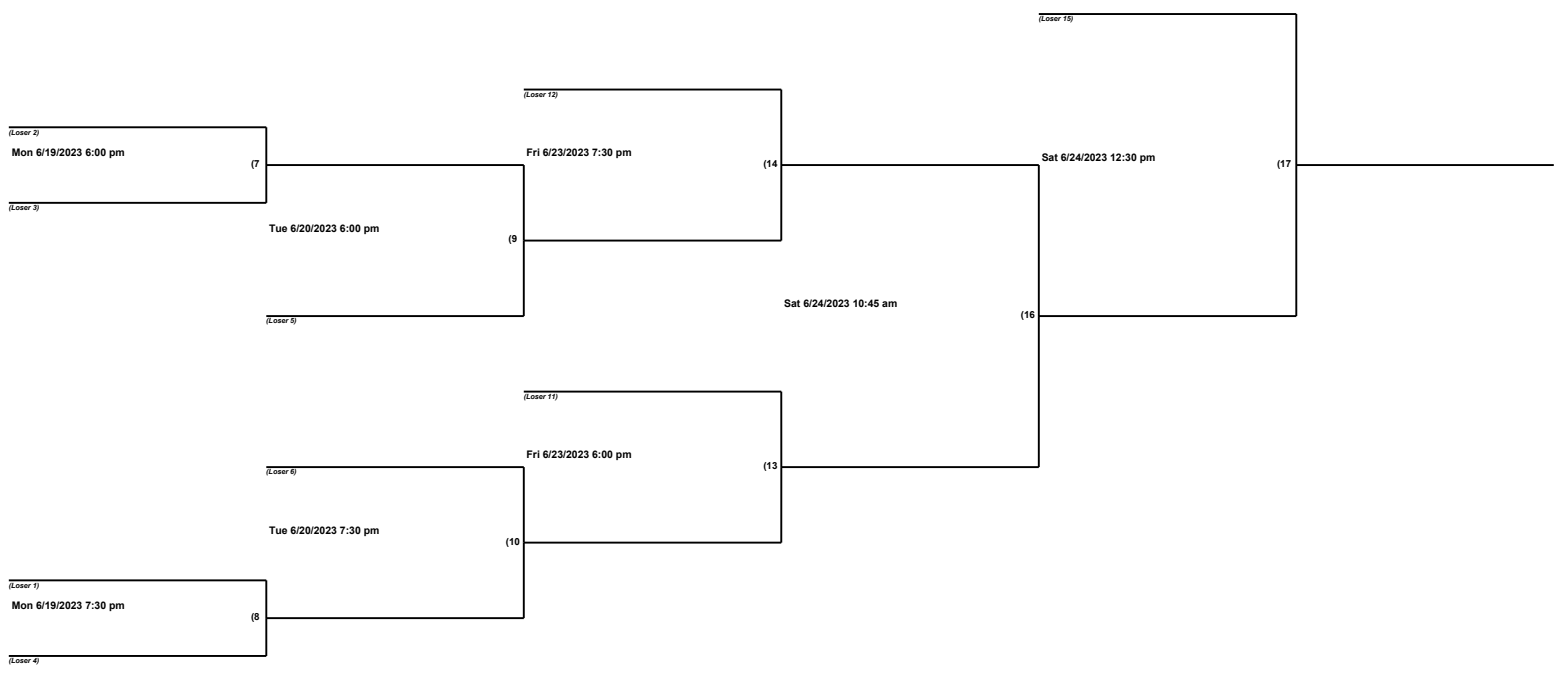 (Loser 15)
(Loser 12)
(Loser 2)
Mon 6/19/2023 6:00 pm
(7
Fri 6/23/2023 7:30 pm
(14
Sat 6/24/2023 12:30 pm
(17
(Loser 3)
Tue 6/20/2023 6:00 pm
(9
Sat 6/24/2023 10:45 am
(16
(Loser 5)
(Loser 11)
Fri 6/23/2023 6:00 pm
(13
(Loser 6)
Tue 6/20/2023 7:30 pm
(10
(Loser 1)
Mon 6/19/2023 7:30 pm
(8
(Loser 4)